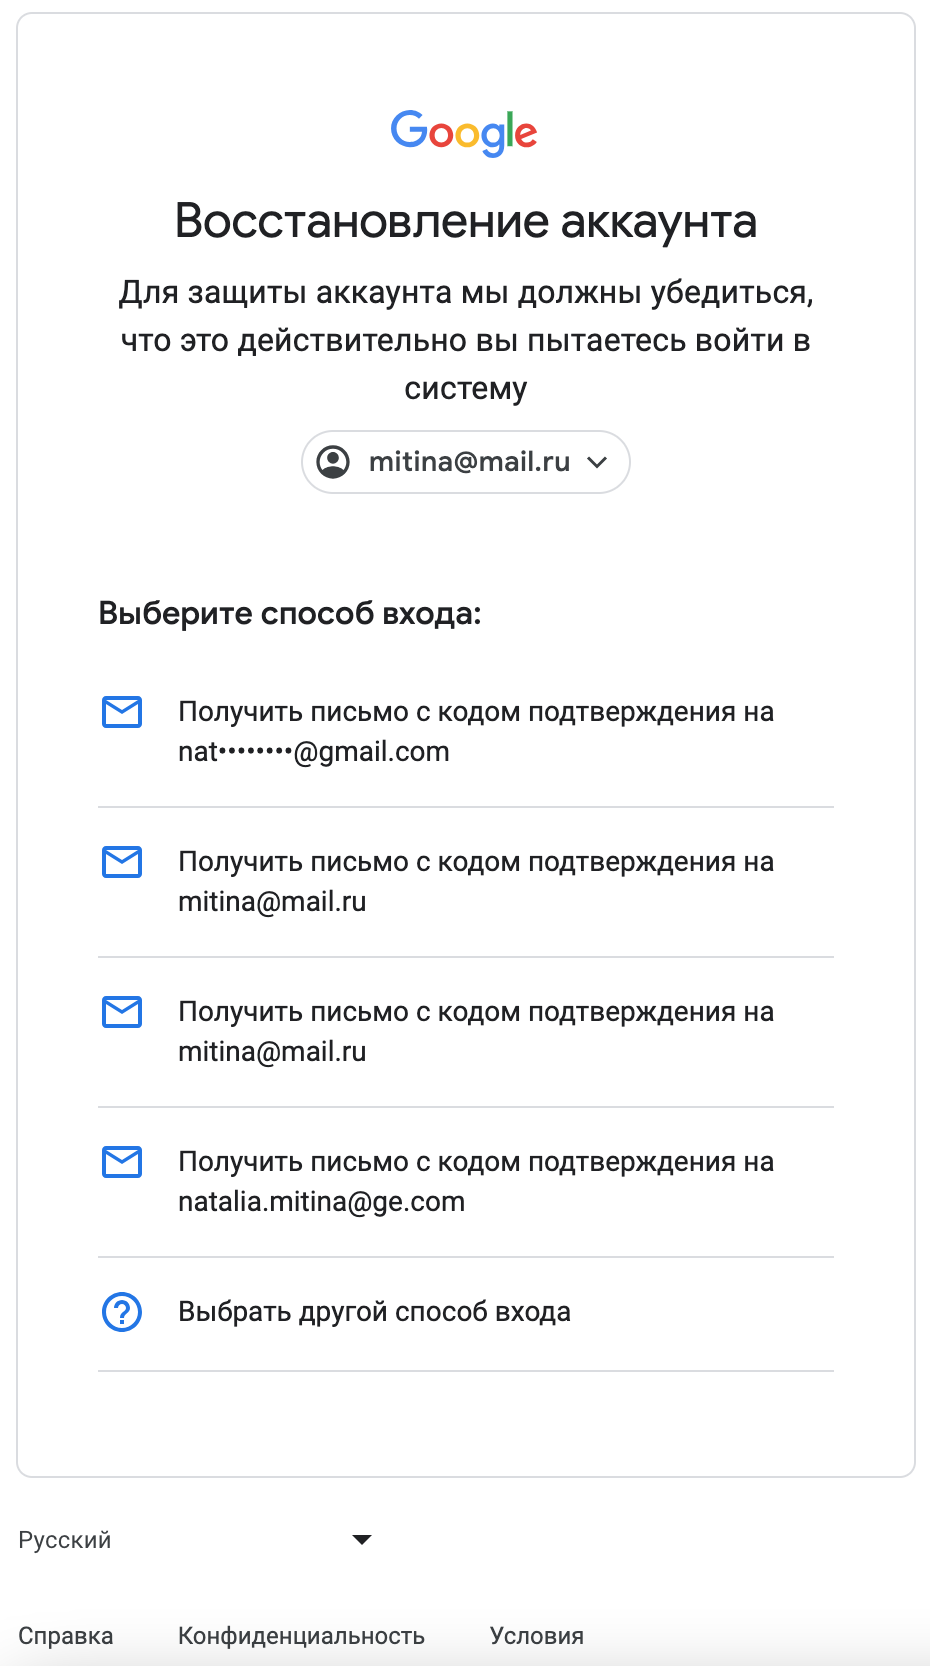 Google
Восстановление аккаунта
Для защиты аккаунта мы должны убедиться,
что это действительно вы пытаетесь войти в
систему
mitina@mail.ru
Выберите способ входа:
Получить письмо с кодом подтверждения на
nat••••••••@gmail.com
Получить письмо с кодом подтверждения на
mitina@mail.ru
Получить письмо с кодом подтверждения на
mitina@mail.ru
Получить письмо с кодом подтверждения на
natalia.mitina@ge.com
Выбрать другой способ входа
Русский
Справка Конфиденциальность Условия